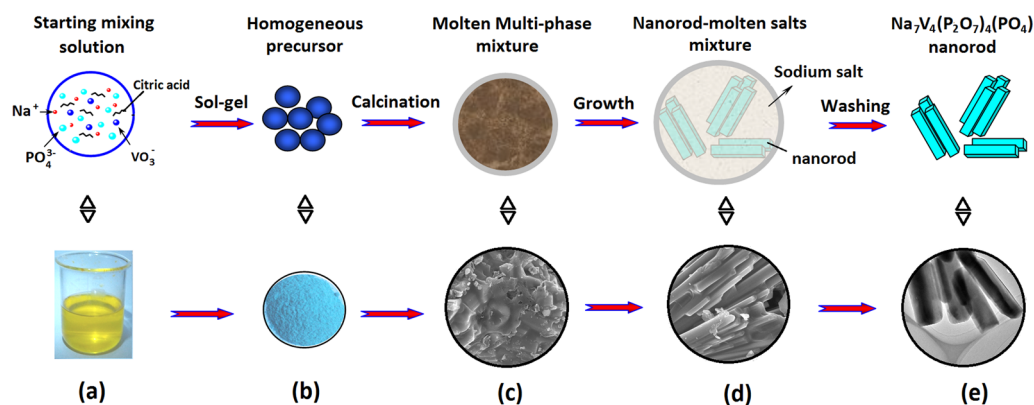 Starting mixing
solution
Homogeneous
precursor
Molten Multi-phase
mixture
Nanorod-molten salts
mixture
Na₇V₄(P₂O₇)₄(PO₄)
nanorod
Na⁺
Citric acid
PO₄³⁻
VO₃⁻
Sol-gel
Calcination
Growth
Sodium salt
nanorod
Washing
(a)
(b)
(c)
(d)
(e)